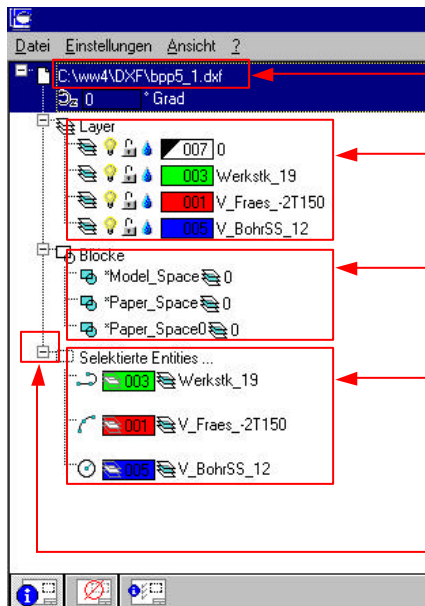 Datei Einstellungen Ansicht ?
C:\ww4\DXF\bpp5_1.dxf
0 ° Grad
Layer
007 0
003 Werkstk_19
001 V_Fraes_-2T150
005 V_BohrSS_12
Blöcke
*Model_Space 0
*Paper_Space 0
*Paper_Space0 0
Selektierte Entities ...
003 Werkstk_19
001 V_Fraes_-2T150
005 V_BohrSS_12